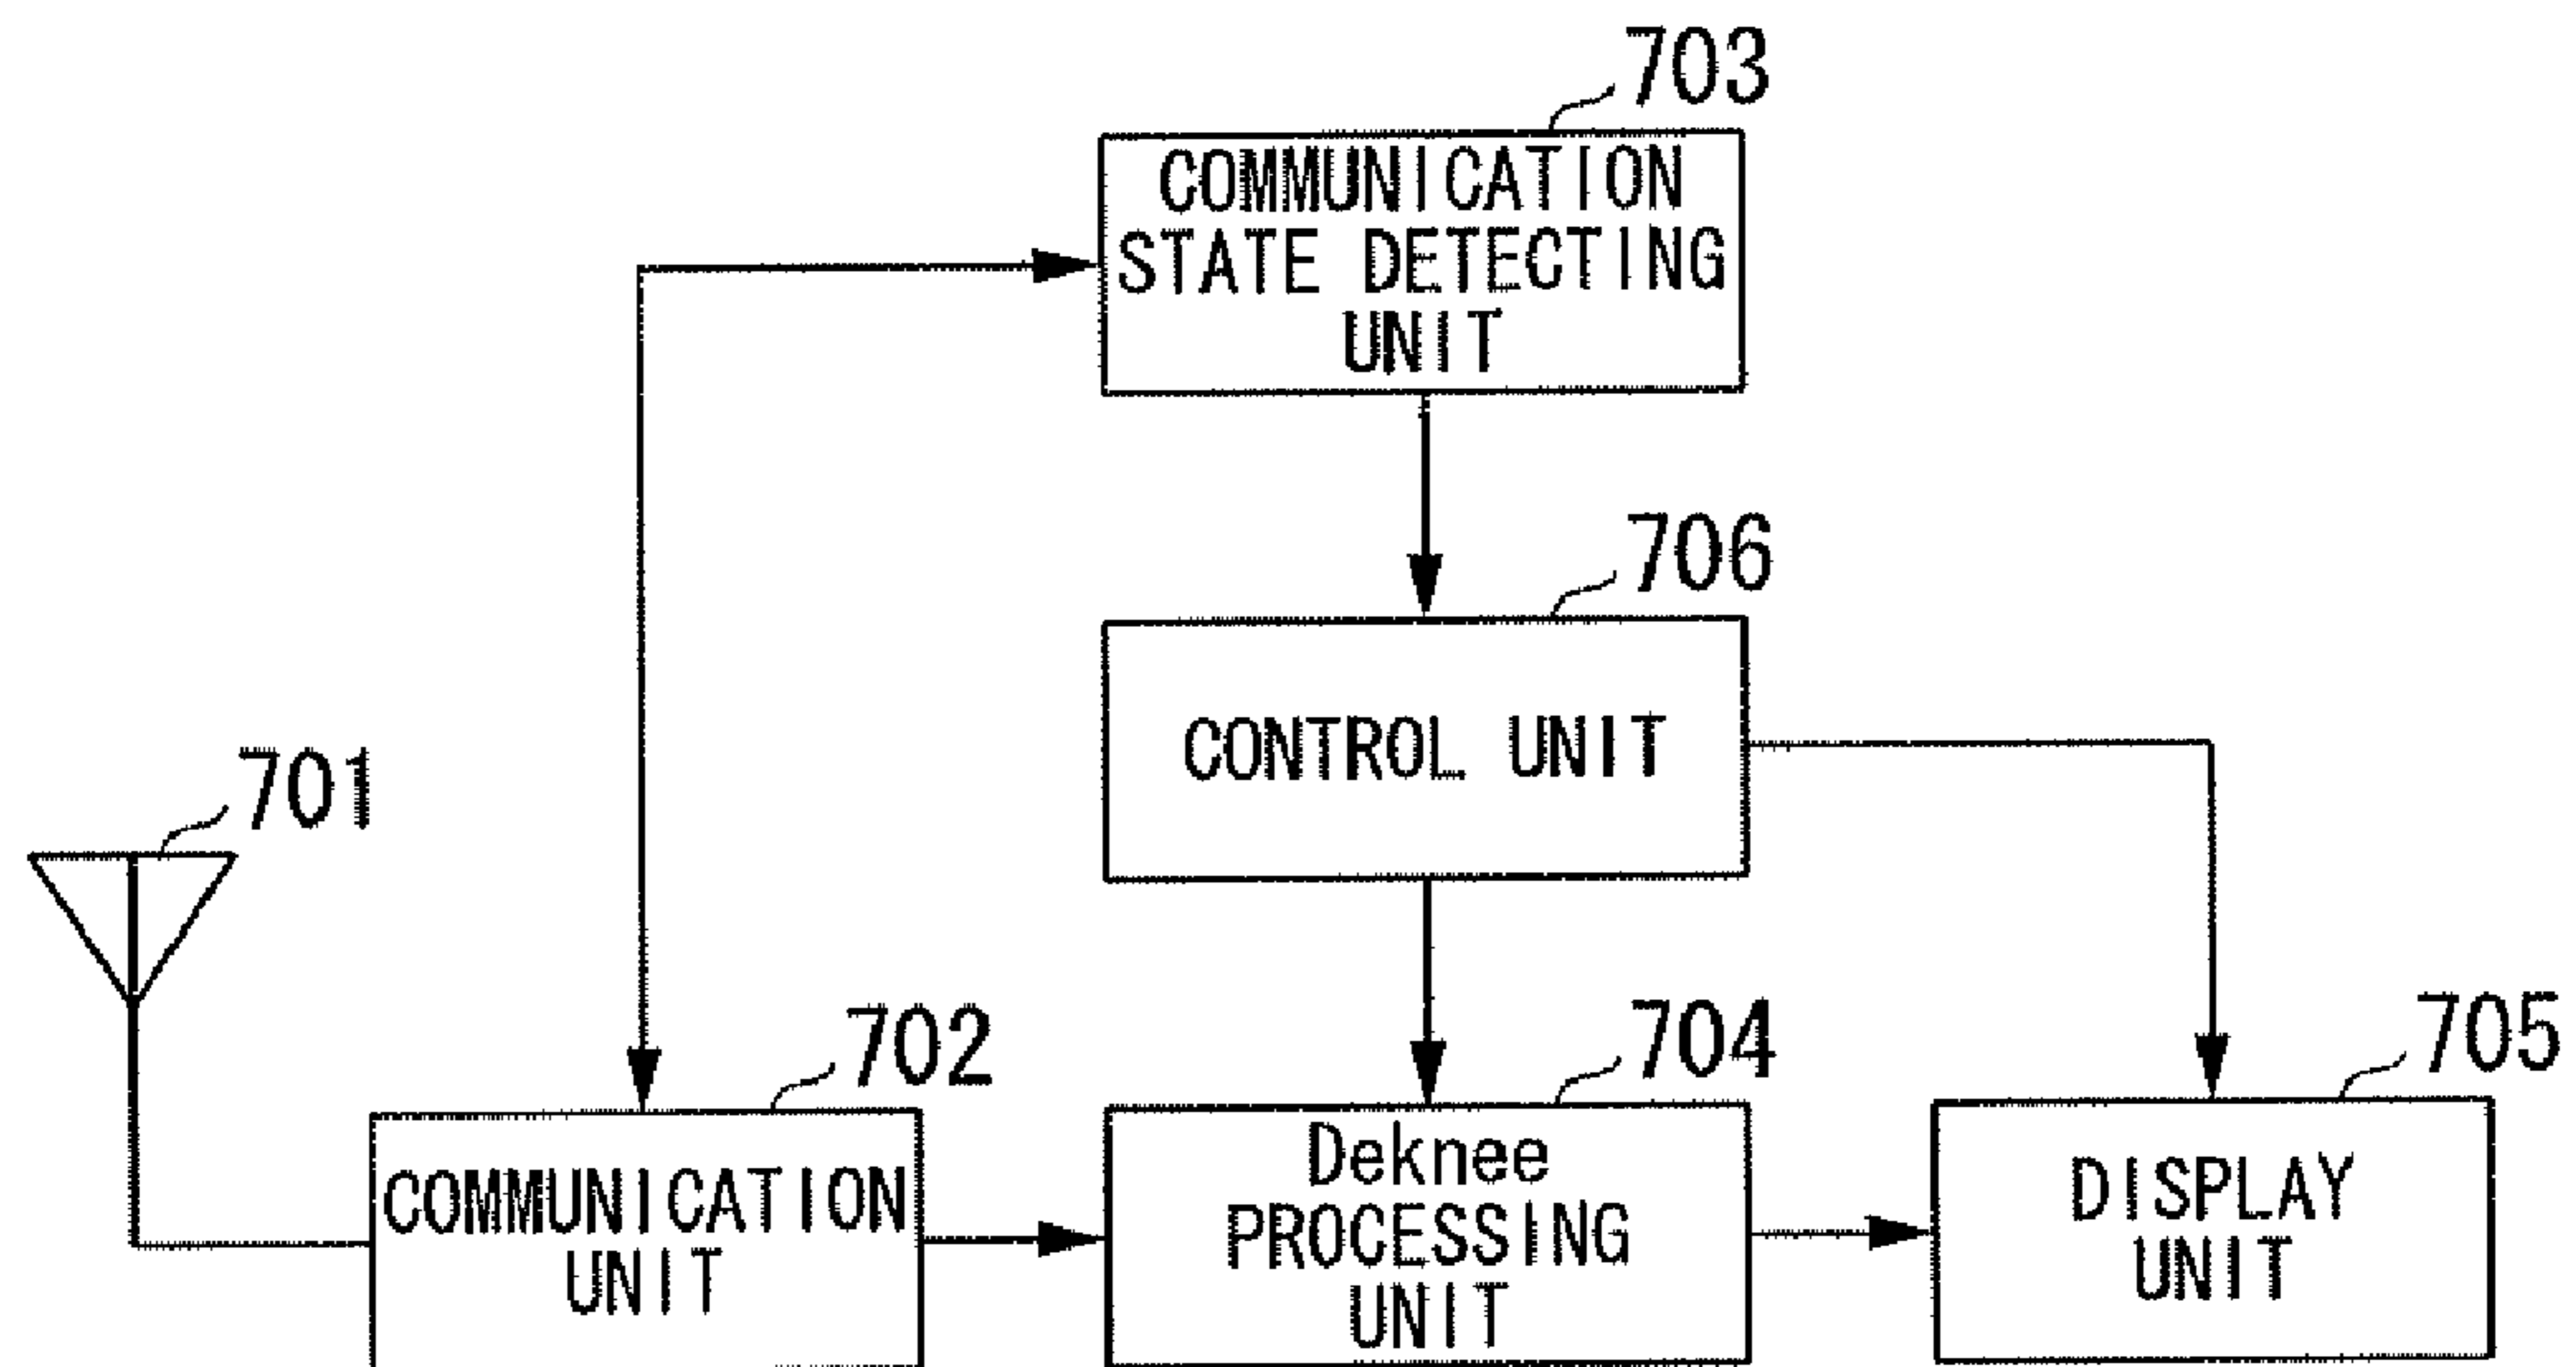 703
COMMUNICATION
STATE DETECTING
UNIT
706
CONTROL UNIT
701
702
COMMUNICATION
UNIT
704
Deknee
PROCESSING
UNIT
705
DISPLAY
UNIT